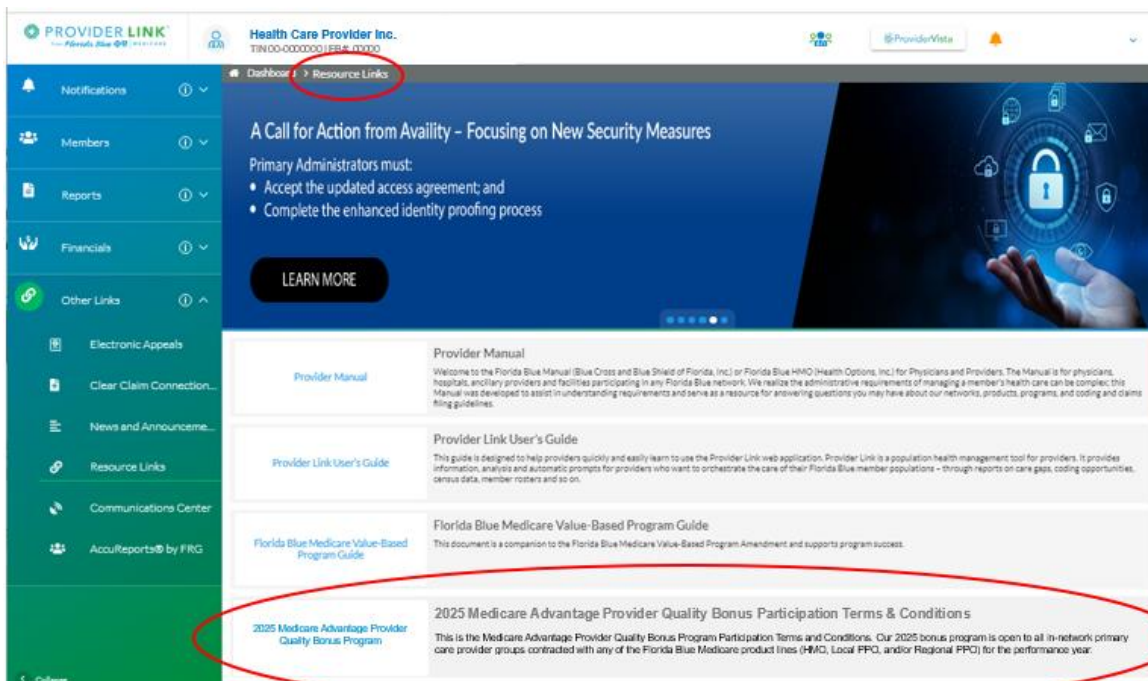 PROVIDER LINK
from Florida Blue MEDICARE
Health Care Provider Inc.
TIN 00-0000000 | EB#: 00000
ProviderVista
Dashboard > Resource Links
Notifications
Members
Reports
Financials
Other Links
Electronic Appeals
Clear Claim Connection...
News and Announceme...
Resource Links
Communications Center
AccuReports® by FRG
A Call for Action from Availity – Focusing on New Security Measures
Primary Administrators must:
• Accept the updated access agreement; and
• Complete the enhanced identity proofing process
LEARN MORE
Provider Manual
Provider Manual
Welcome to the Florida Blue Manual (Blue Cross and Blue Shield of Florida, Inc.) or Florida Blue HMO (Health Options, Inc.) for Physicians and Providers. The Manual is for physicians,
hospitals, ancillary providers and facilities participating in any Florida Blue network. We realize the administrative requirements of managing a member's health care can be complex; this
Manual was developed to assist in understanding requirements and serve as a resource for answering questions you may have about our networks, products, programs, and coding and claims
filing guidelines.
Provider Link User's Guide
Provider Link User's Guide
This guide is designed to help providers quickly and easily learn to use the Provider Link web application. Provider Link is a population health management tool for providers. It provides
information, analysis and automatic prompts for providers who want to orchestrate the care of their Florida Blue member populations – through reports on care gaps, coding opportunities,
census data, member rosters and so on.
Florida Blue Medicare Value-Based
Program Guide
Florida Blue Medicare Value-Based Program Guide
This document is a companion to the Florida Blue Medicare Value-Based Program Amendment and supports program success.
2025 Medicare Advantage Provider
Quality Bonus Program
2025 Medicare Advantage Provider Quality Bonus Participation Terms & Conditions
This is the Medicare Advantage Provider Quality Bonus Program Participation Terms and Conditions. Our 2025 bonus program is open to all in-network primary
care provider groups contracted with any of the Florida Blue Medicare product lines (HMO, Local PPO, and/or Regional PPO) for the performance year.